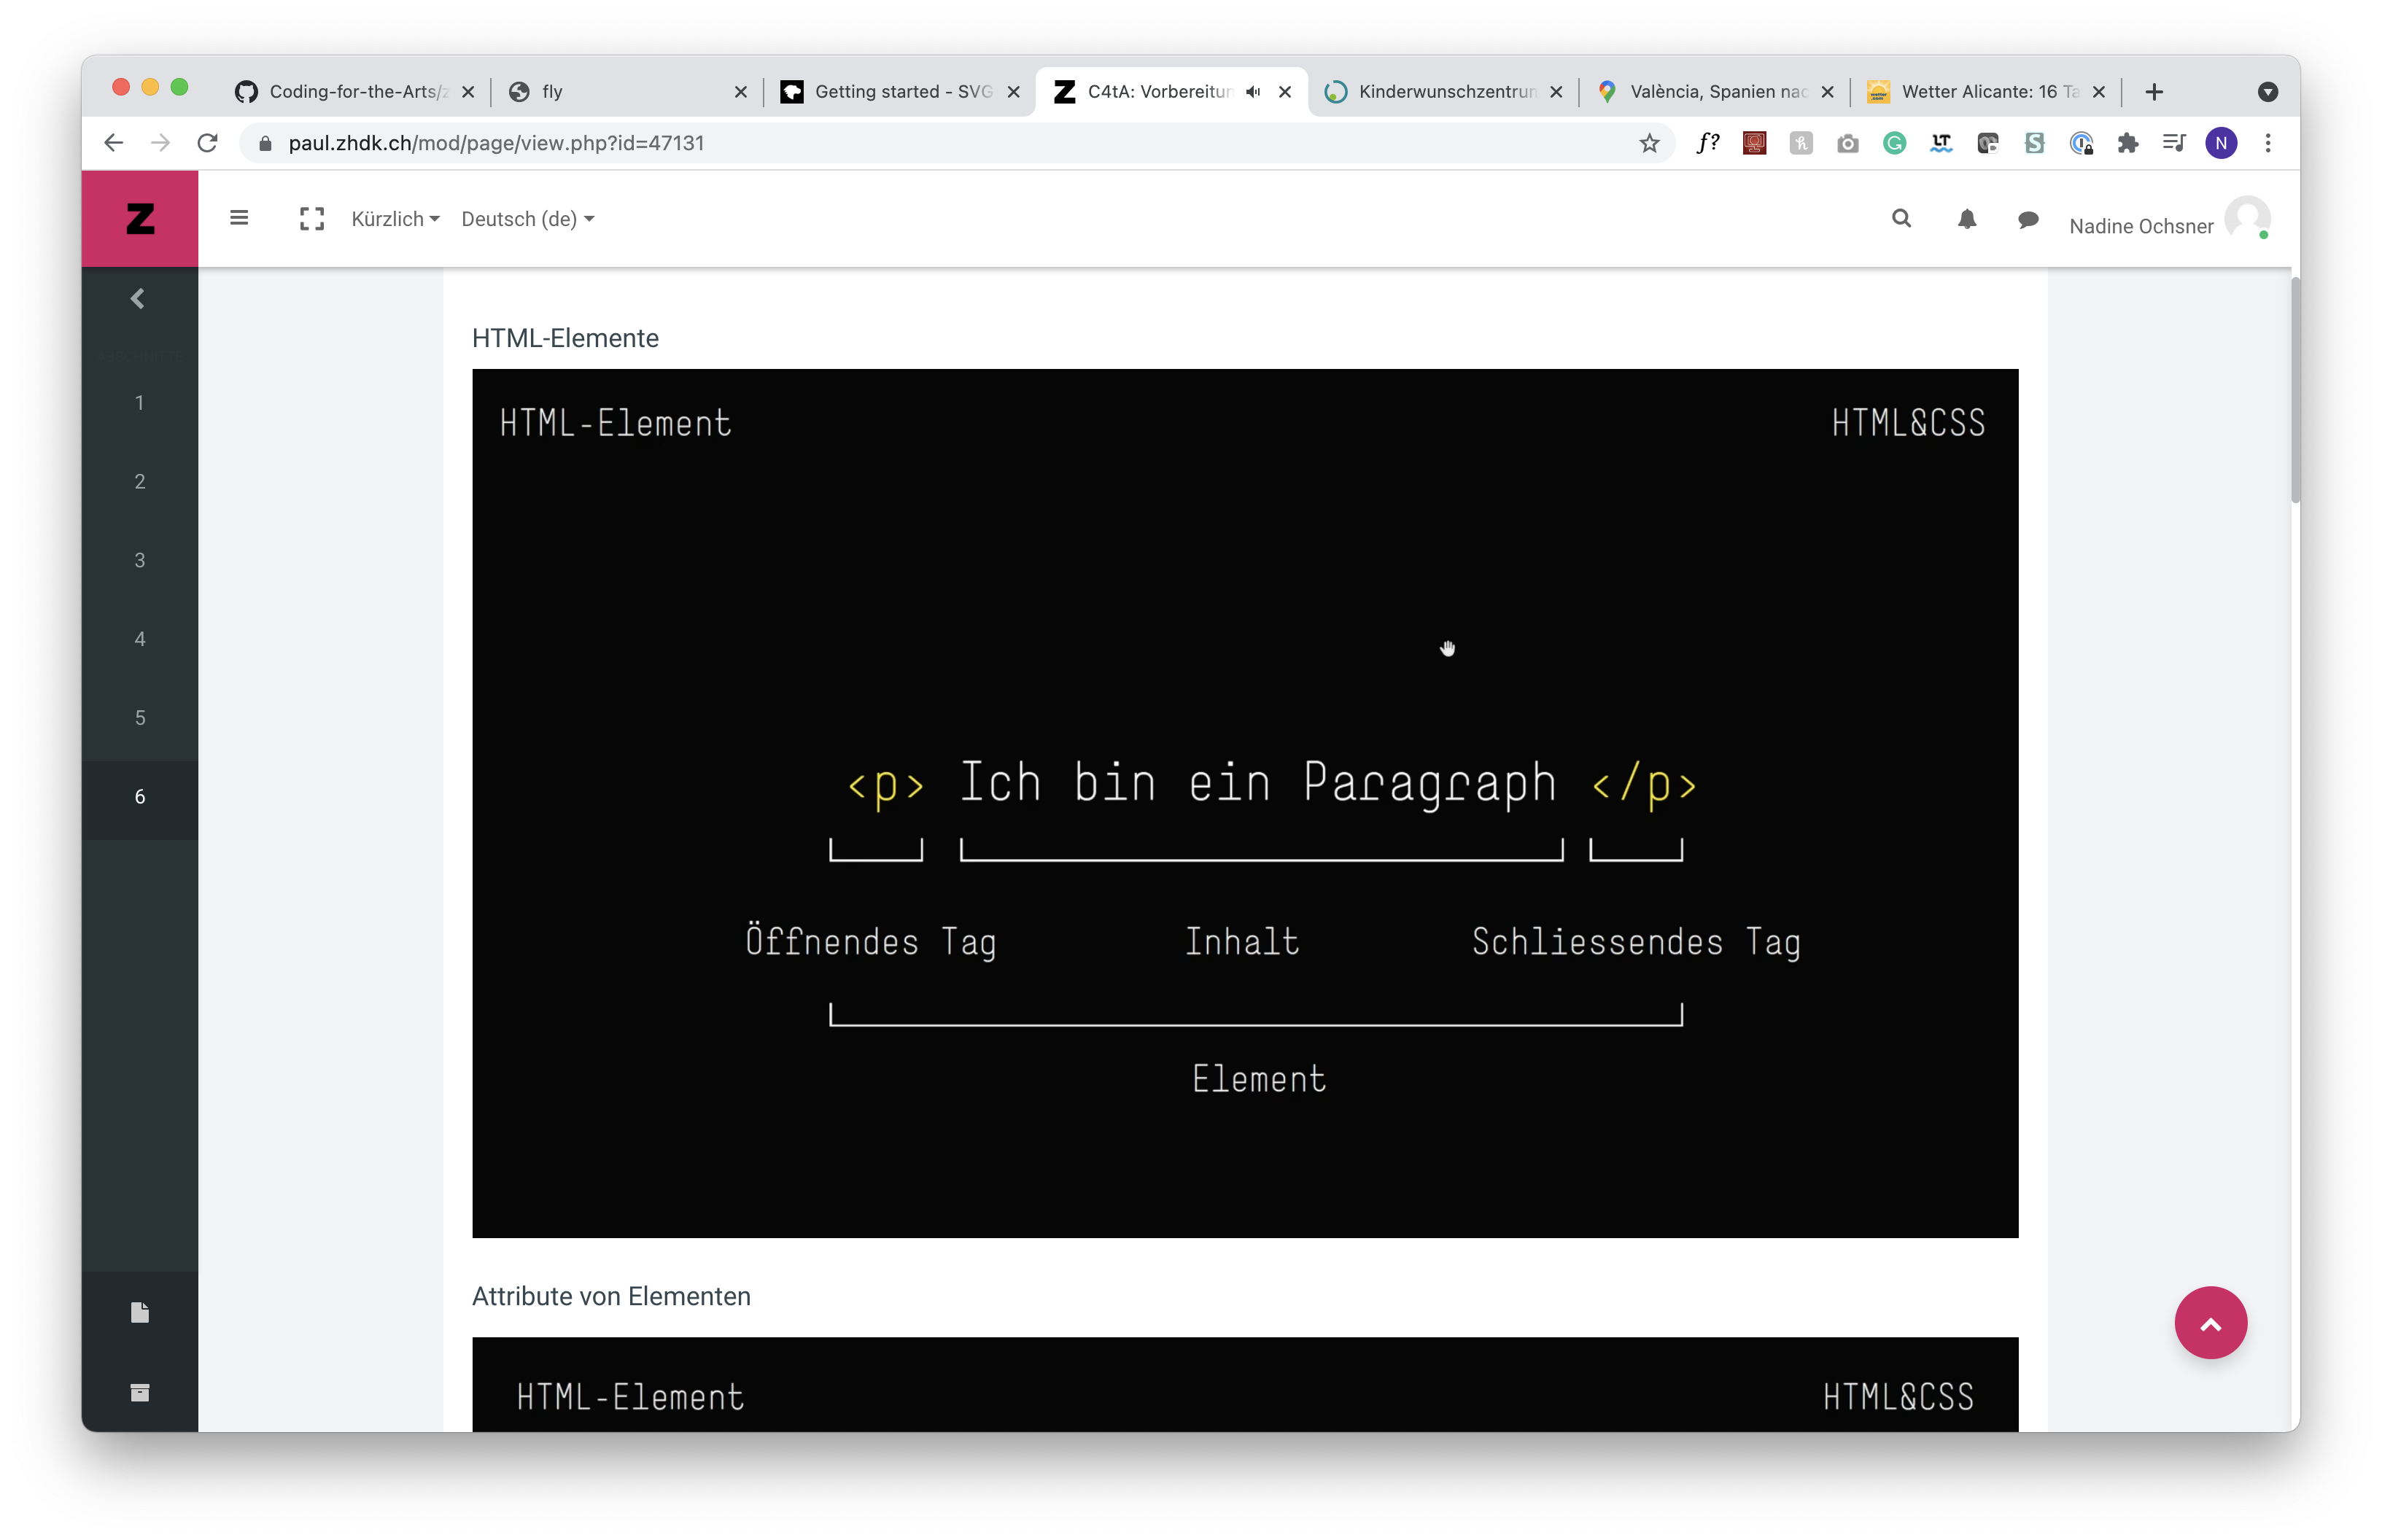 Coding-for-the-Arts/z
fly
Getting started - SVG
C4tA: Vorbereitun
Kinderwunschzentrum
València, Spanien nac
Wetter Alicante: 16 Ta
paul.zhdk.ch/mod/page/view.php?id=47131
f?
N
Z
Kürzlich
Deutsch (de)
Nadine Ochsner
1
2
3
4
5
6
HTML-Elemente
HTML-Element
HTML&CSS
<p> Ich bin ein Paragraph </p>
Öffnendes Tag
Inhalt
Schliessendes Tag
Element
Attribute von Elementen
HTML-Element
HTML&CSS